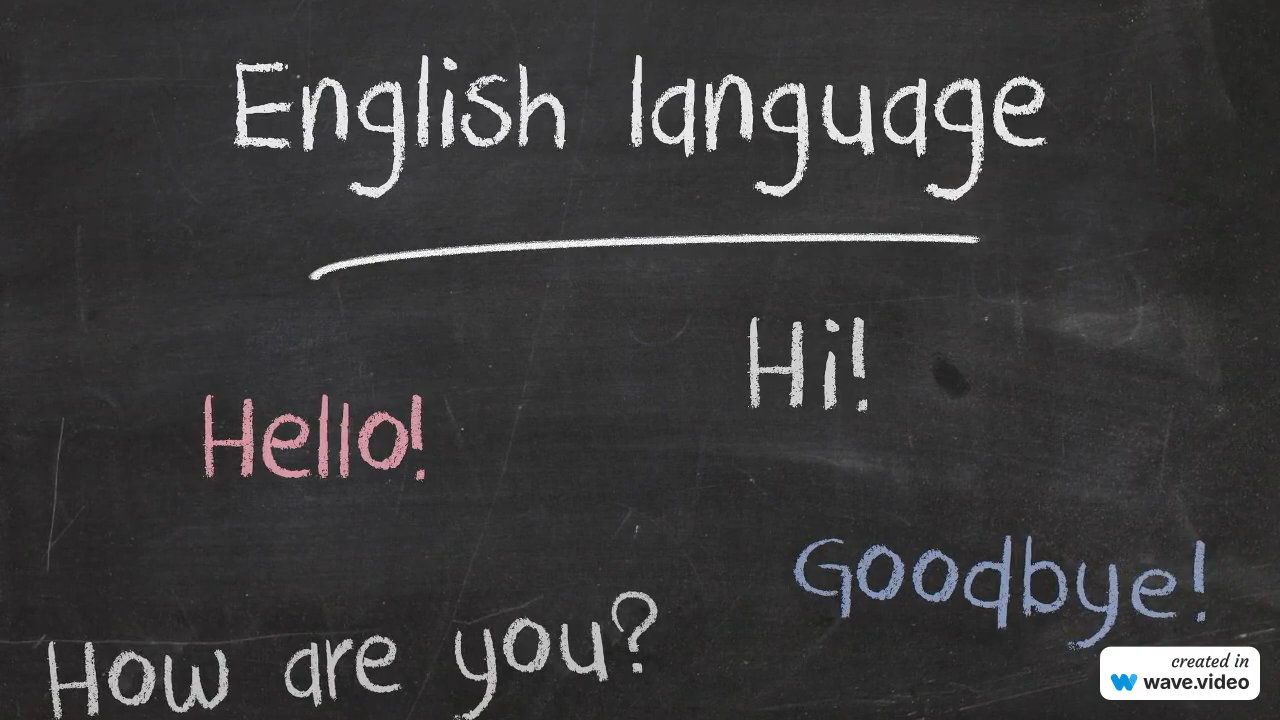 English language
Hi!
Hello!
Goodbye!
How are you?
created in
wave.video